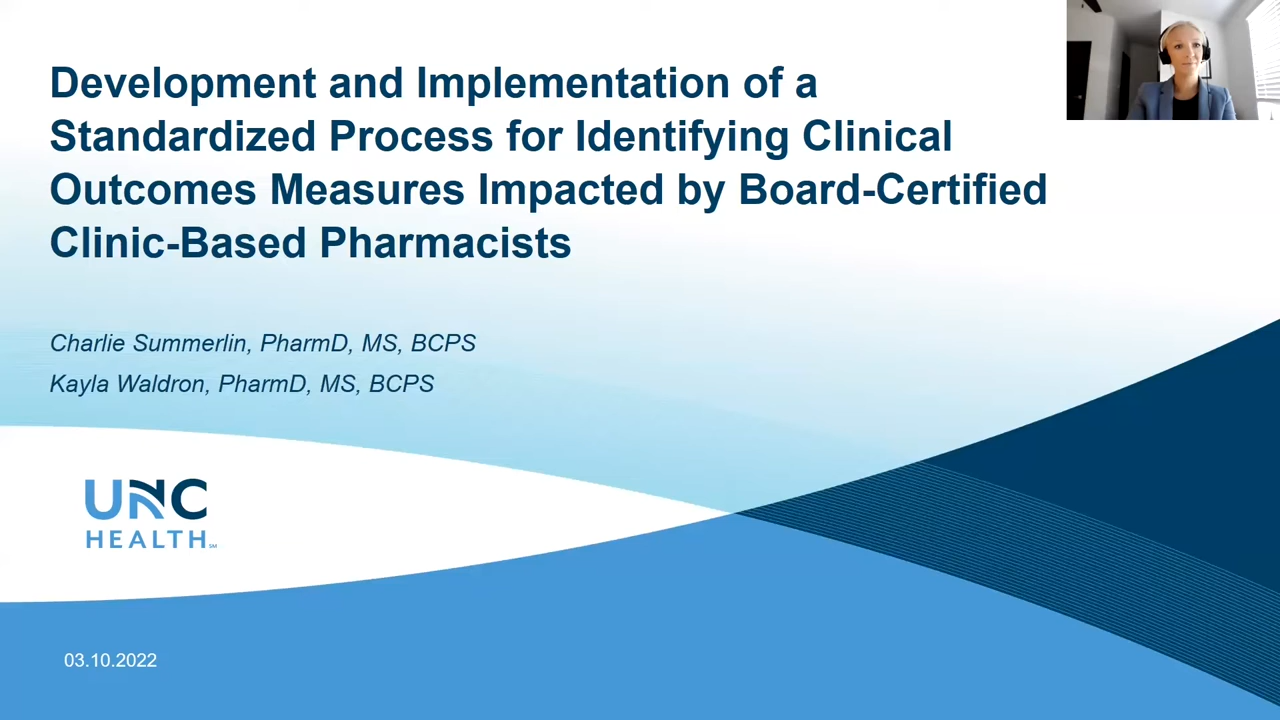 Development and Implementation of a
Standardized Process for Identifying Clinical
Outcomes Measures Impacted by Board-Certified
Clinic-Based Pharmacists
Charlie Summerlin, PharmD, MS, BCPS
Kayla Waldron, PharmD, MS, BCPS
UNC
HEALTH℠
03.10.2022